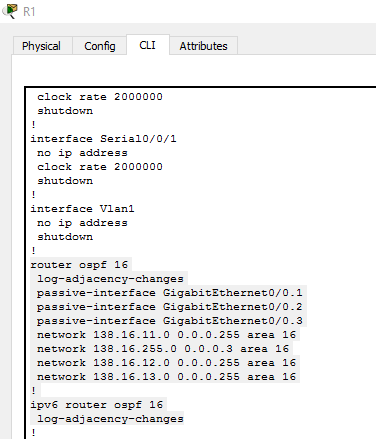 R1
Physical Config CLI Attributes
clock rate 2000000
shutdown
!
interface Serial0/0/1
no ip address
clock rate 2000000
shutdown
!
interface Vlan1
no ip address
shutdown
!
router ospf 16
log-adjacency-changes
passive-interface GigabitEthernet0/0.1
passive-interface GigabitEthernet0/0.2
passive-interface GigabitEthernet0/0.3
network 138.16.11.0 0.0.0.255 area 16
network 138.16.255.0 0.0.0.3 area 16
network 138.16.12.0 0.0.0.255 area 16
network 138.16.13.0 0.0.0.255 area 16
!
ipv6 router ospf 16
log-adjacency-changes
!